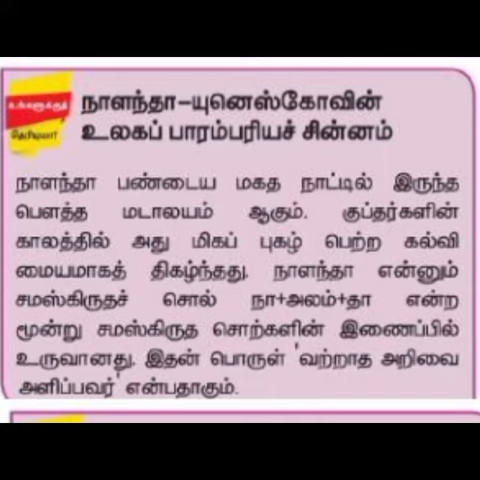 உங்களுக்குத் தெரியுமா?
நாளந்தா-யுனெஸ்கோவின்
உலகப் பாரம்பரியச் சின்னம்
நாளந்தா பண்டைய மகத நாட்டில் இருந்த
பௌத்த மடாலயம் ஆகும். குப்தர்களின்
காலத்தில் அது மிகப் புகழ் பெற்ற கல்வி
மையமாகத் திகழ்ந்தது. நாளந்தா என்னும்
சமஸ்கிருதச் சொல் நா+அலம்+தா என்ற
மூன்று சமஸ்கிருத சொற்களின் இணைப்பில்
உருவானது. இதன் பொருள் 'வற்றாத அறிவை
அளிப்பவர்' என்பதாகும்.